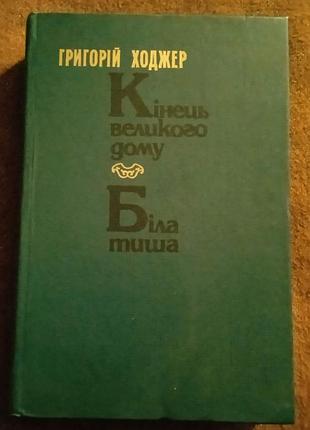 ГРИГОРІЙ ХОДЖЕР
Кінець
великого
дому
Біла
тиша